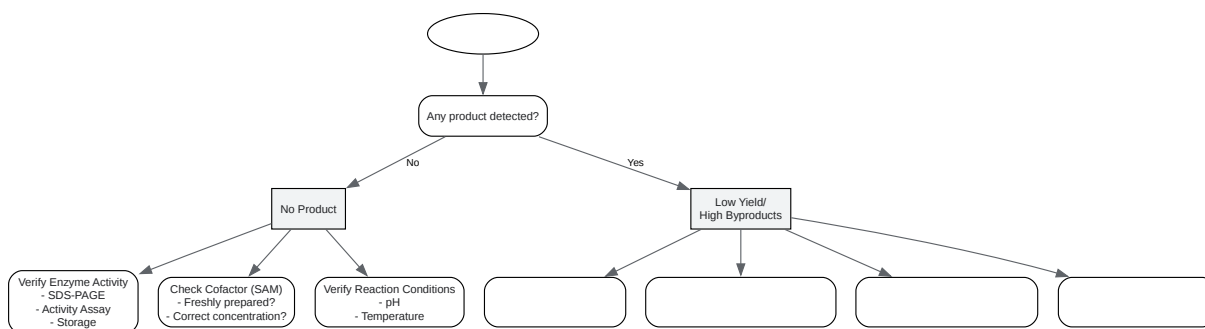 Any product detected?
No
Yes
No Product
Low Yield/
High Byproducts
Verify Enzyme Activity
- SDS-PAGE
- Activity Assay
- Storage
Check Cofactor (SAM)
- Freshly prepared?
- Correct concentration?
Verify Reaction Conditions
- pH
- Temperature